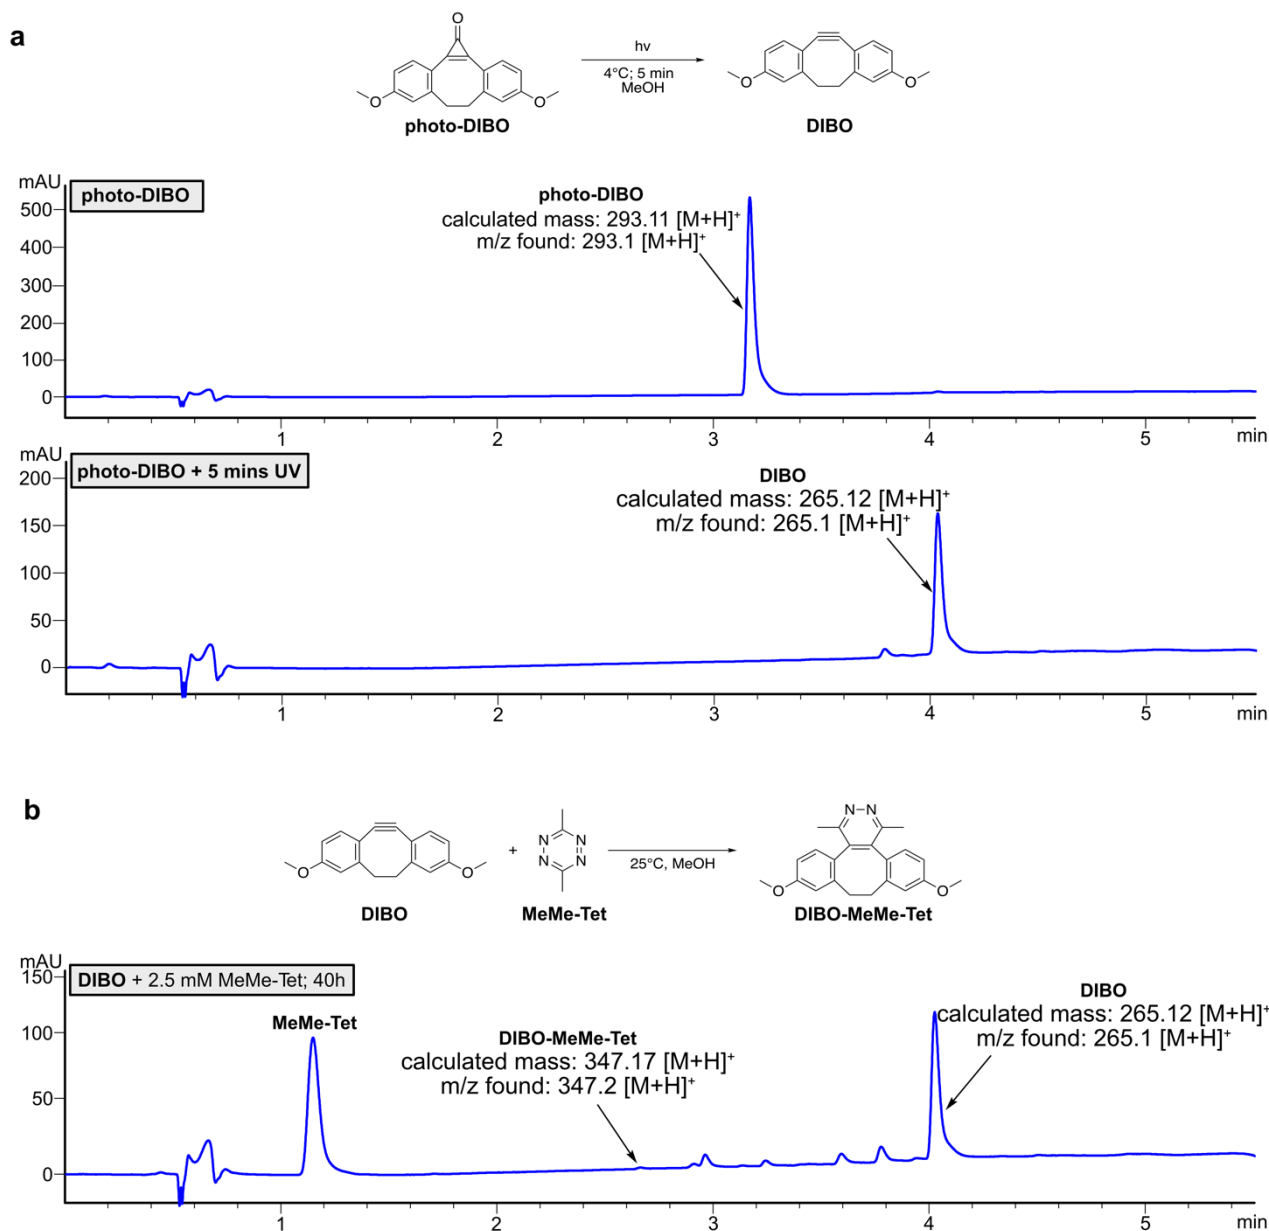 a
O
O
O
photo-DIBO
hv
4°C; 5 min
MeOH
O
O
DIBO
mAU
photo-DIBO
photo-DIBO
calculated mass: 293.11 [M+H]⁺
m/z found: 293.1 [M+H]⁺
500
400
300
200
100
0
1 2 3 4 5 min
mAU
photo-DIBO + 5 mins UV
DIBO
calculated mass: 265.12 [M+H]⁺
m/z found: 265.1 [M+H]⁺
200
150
100
50
0
1 2 3 4 5 min
b
O
O
DIBO
+
N N
N N
MeMe-Tet
25°C, MeOH
N-N
O
O
DIBO-MeMe-Tet
mAU
DIBO + 2.5 mM MeMe-Tet; 40h
MeMe-Tet
DIBO-MeMe-Tet
calculated mass: 347.17 [M+H]⁺
m/z found: 347.2 [M+H]⁺
DIBO
calculated mass: 265.12 [M+H]⁺
m/z found: 265.1 [M+H]⁺
150
100
50
0
1 2 3 4 5 min